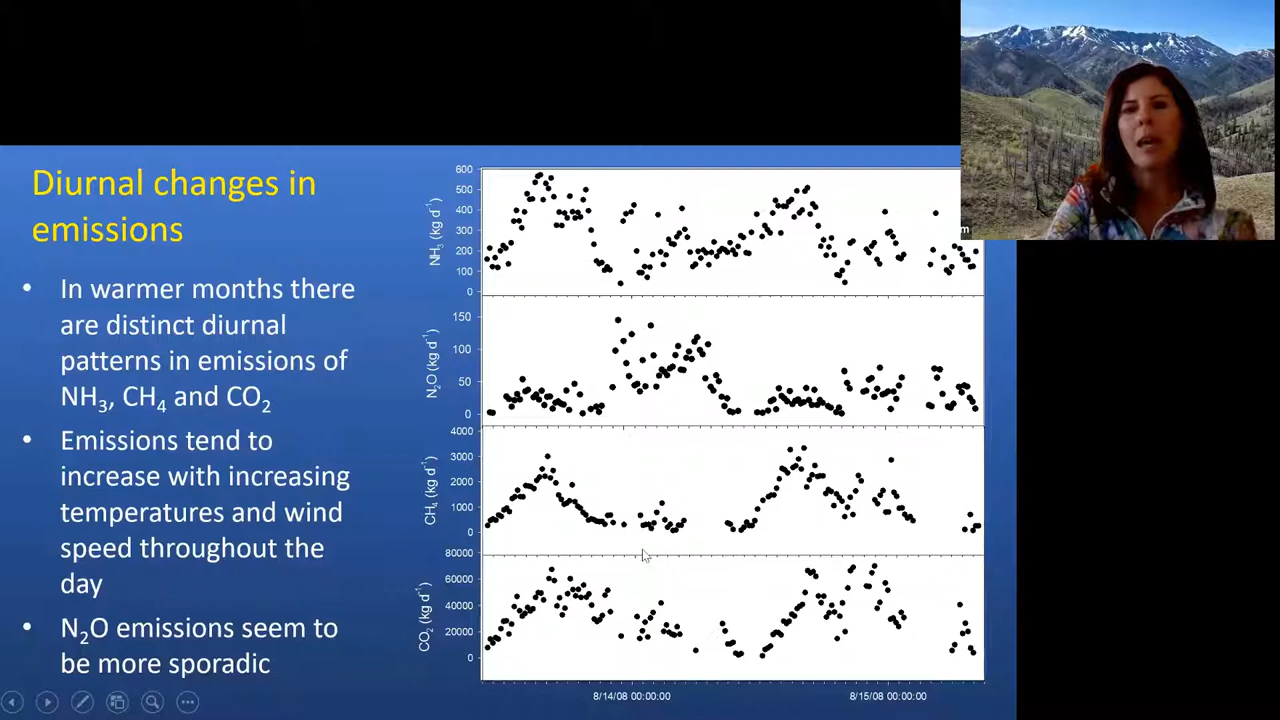 Diurnal changes in
emissions
• In warmer months there
are distinct diurnal
patterns in emissions of
NH₃, CH₄ and CO₂
• Emissions tend to
increase with increasing
temperatures and wind
speed throughout the
day
• N₂O emissions seem to
be more sporadic
NH₃ (kg d⁻¹)
600
500
400
300
200
100
0
N₂O (kg d⁻¹)
150
100
50
0
CH₄ (kg d⁻¹)
4000
3000
2000
1000
0
CO₂ (kg d⁻¹)
80000
60000
40000
20000
0
8/14/08 00:00:00
8/15/08 00:00:00